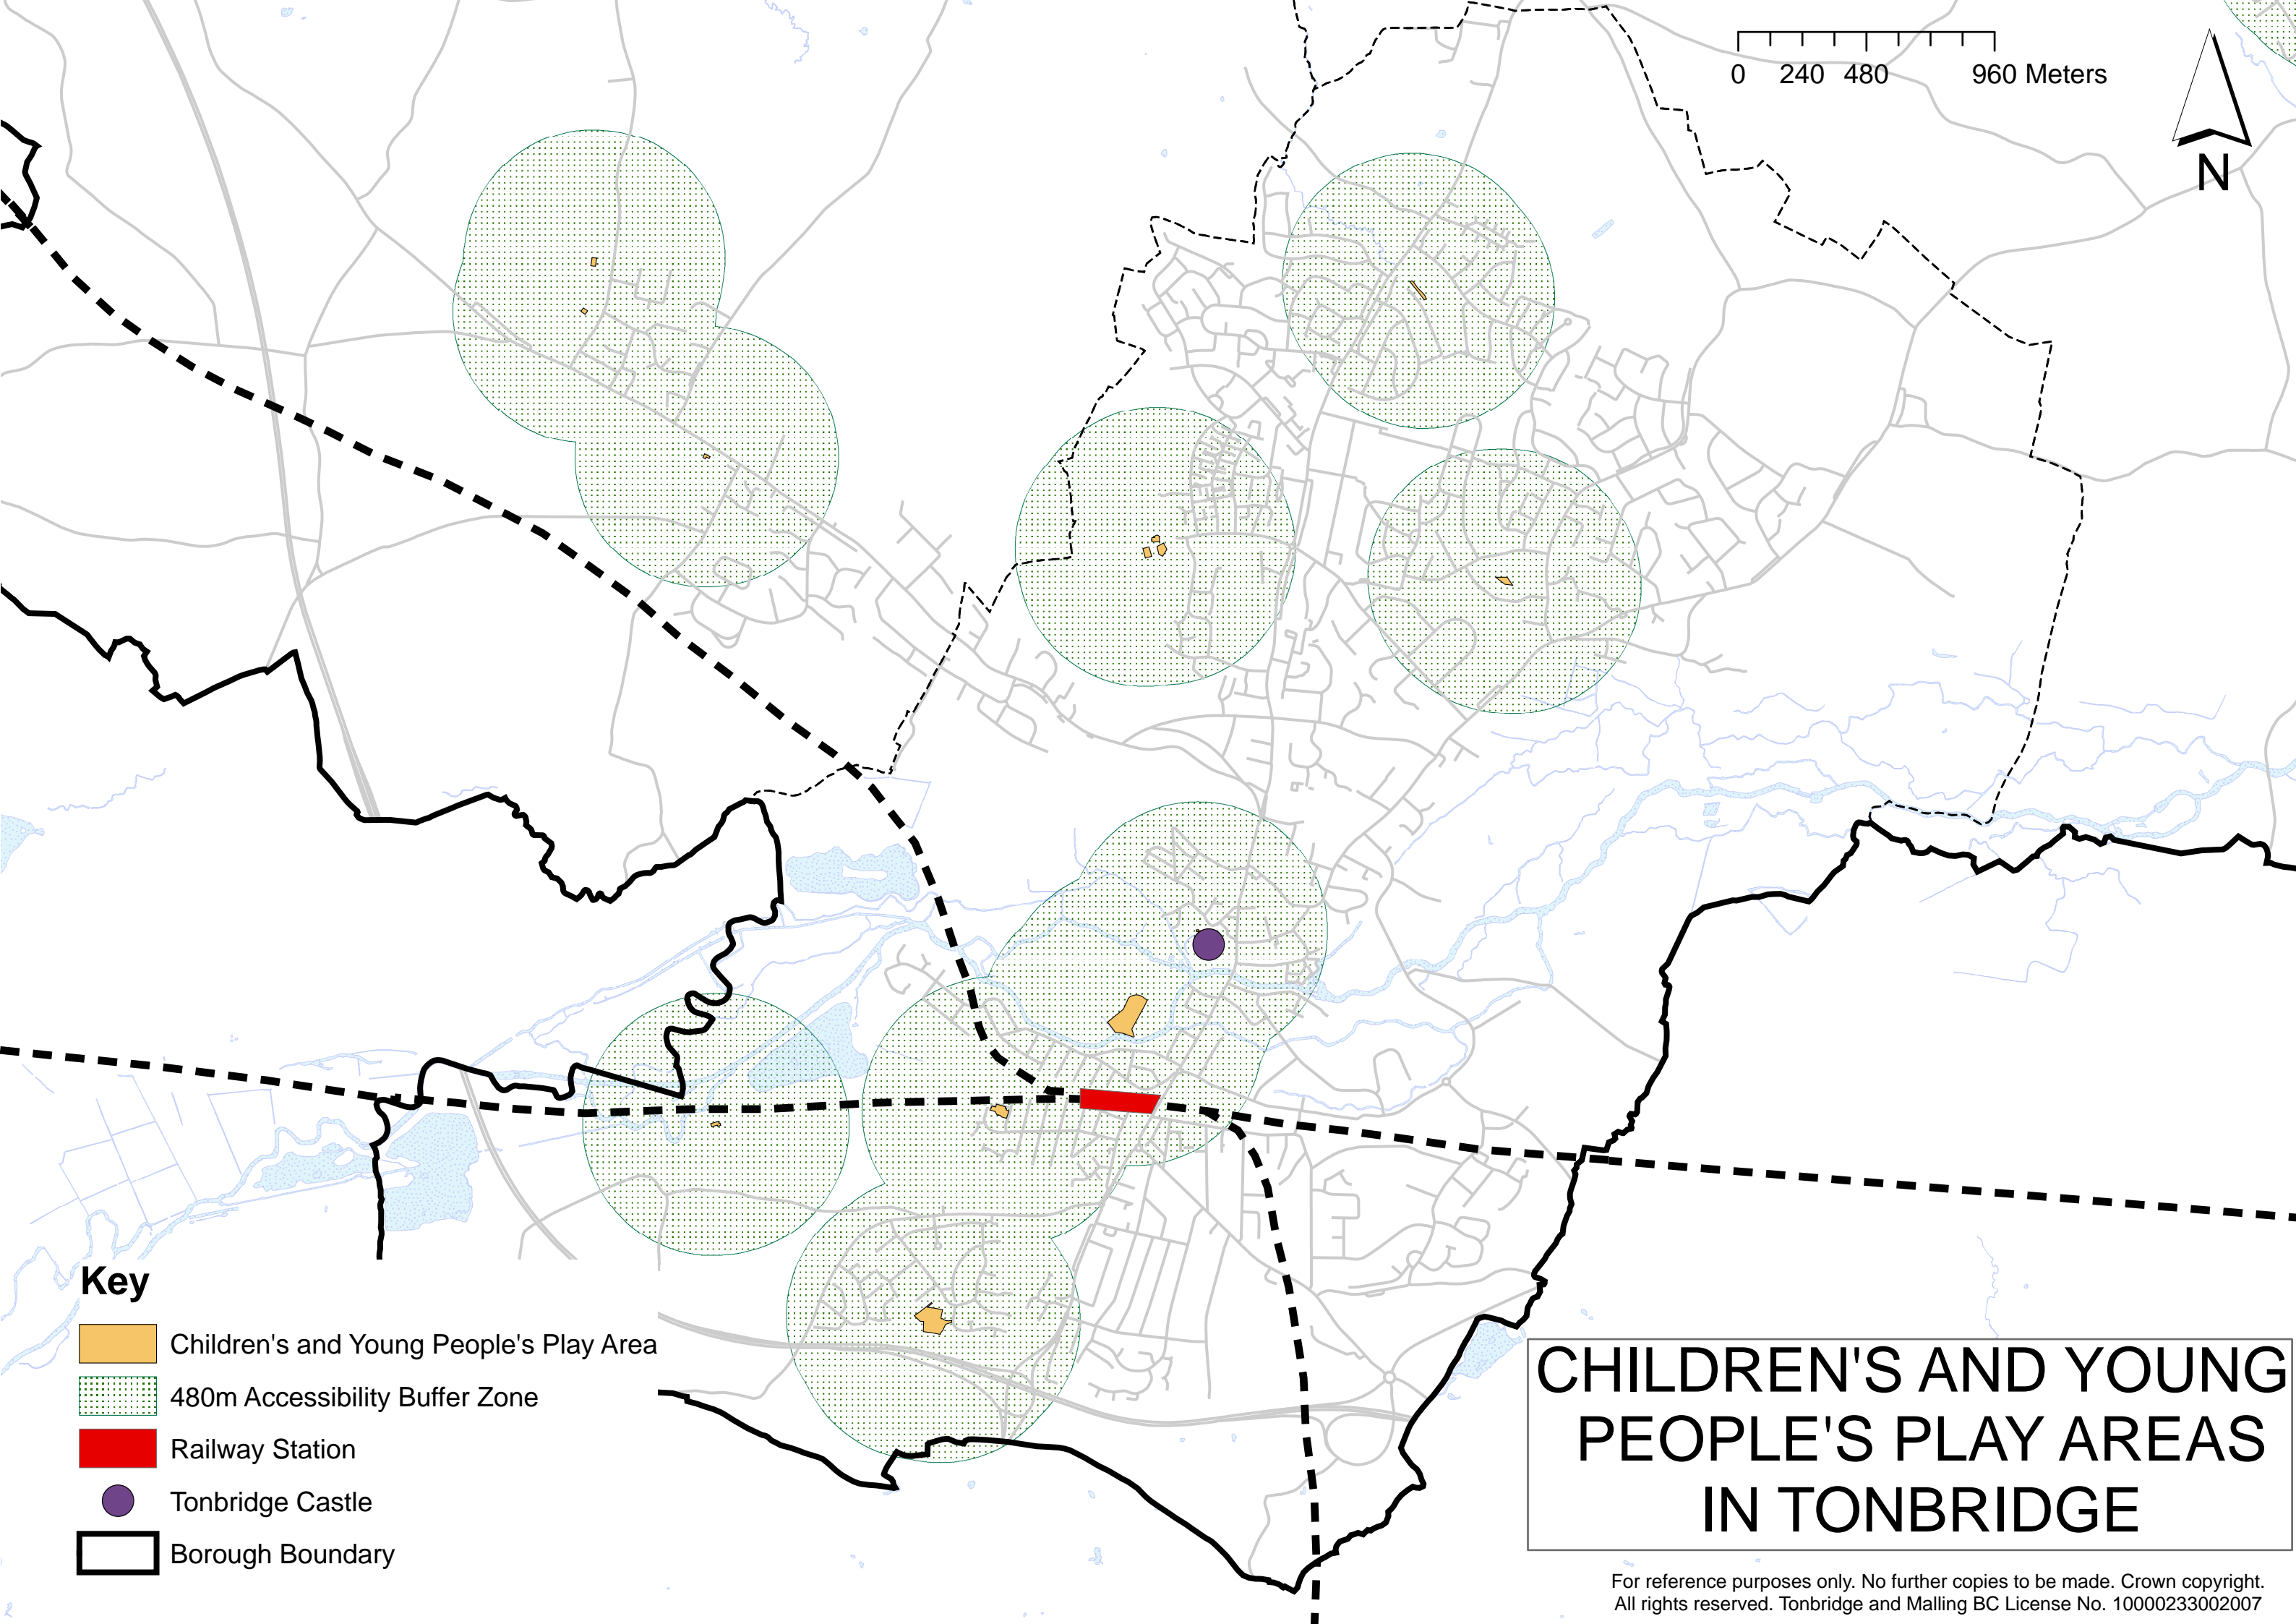 0 240 480 960 Meters
N
Key
Children's and Young People's Play Area
480m Accessibility Buffer Zone
Railway Station
Tonbridge Castle
Borough Boundary
CHILDREN'S AND YOUNG
PEOPLE'S PLAY AREAS
IN TONBRIDGE
For reference purposes only. No further copies to be made. Crown copyright.
All rights reserved. Tonbridge and Malling BC License No. 10000233002007